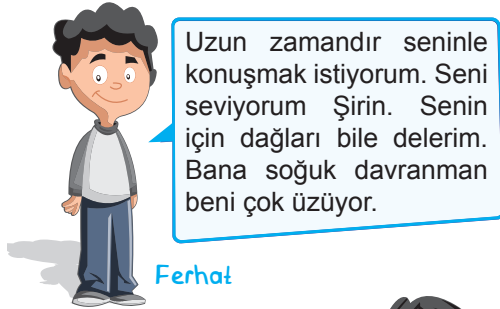 Uzun zamandır seninle
konuşmak istiyorum. Seni
seviyorum Şirin. Senin
için dağları bile delerim.
Bana soğuk davranman
beni çok üzüyor.
Ferhat